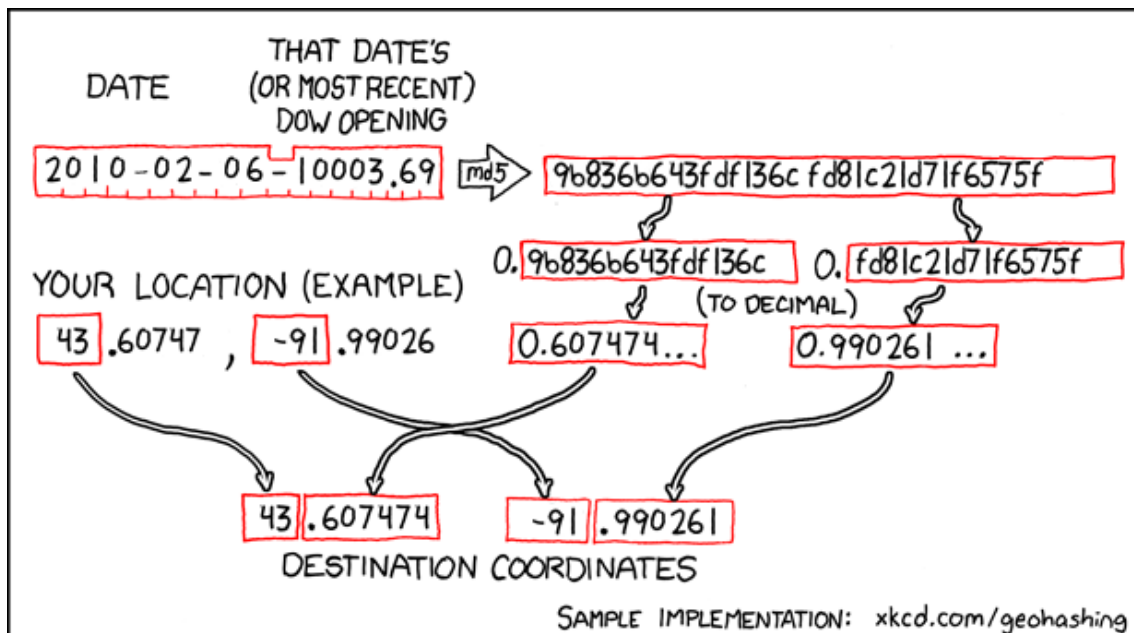 DATE
THAT DATE'S
(OR MOST RECENT)
DOW OPENING
2010-02-06-10003.69
md5
9b836b643fdf136cfd81c21d71f6575f
0.9b836b643fdf136c
0.fd81c21d71f6575f
(TO DECIMAL)
0.607474...
0.990261...
YOUR LOCATION (EXAMPLE)
43.60747, -91.99026
43.607474
-91.990261
DESTINATION COORDINATES
SAMPLE IMPLEMENTATION: xkcd.com/geohashing